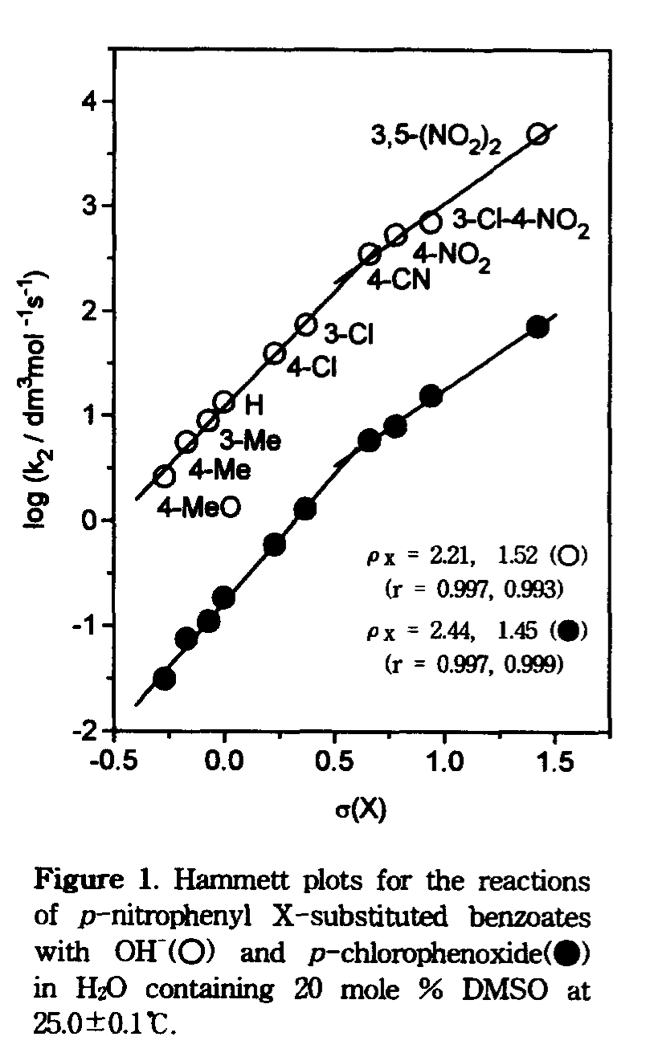 4
3
2
1
0
-1
-2
-0.5 0.0 0.5 1.0 1.5
log (k₂ / dm³mol⁻¹s⁻¹)
σ(X)
3,5-(NO₂)₂
3-Cl-4-NO₂
4-NO₂
4-CN
3-Cl
4-Cl
H
3-Me
4-Me
4-MeO
ρx = 2.21, 1.52 (○)
(r = 0.997, 0.993)
ρx = 2.44, 1.45 (●)
(r = 0.997, 0.999)
Figure 1. Hammett plots for the reactions
of p-nitrophenyl X-substituted benzoates
with OH⁻(○) and p-chlorophenoxide(●)
in H₂O containing 20 mole % DMSO at
25.0±0.1℃.